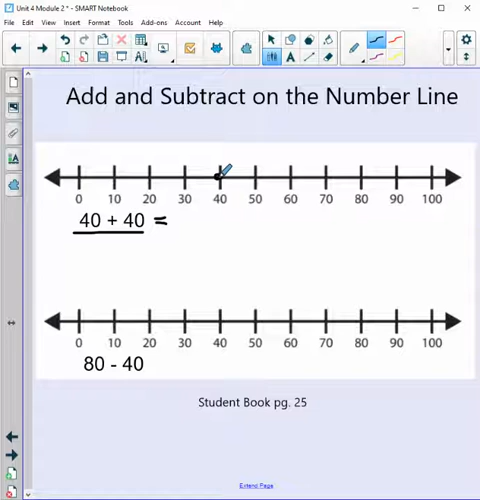 Unit 4 Module 2 * - SMART Notebook
File Edit View Insert Format Tools Add-ons Account Help
Add and Subtract on the Number Line
0 10 20 30 40 50 60 70 80 90 100
40 + 40 =
0 10 20 30 40 50 60 70 80 90 100
80 - 40
Student Book pg. 25
Extend Page